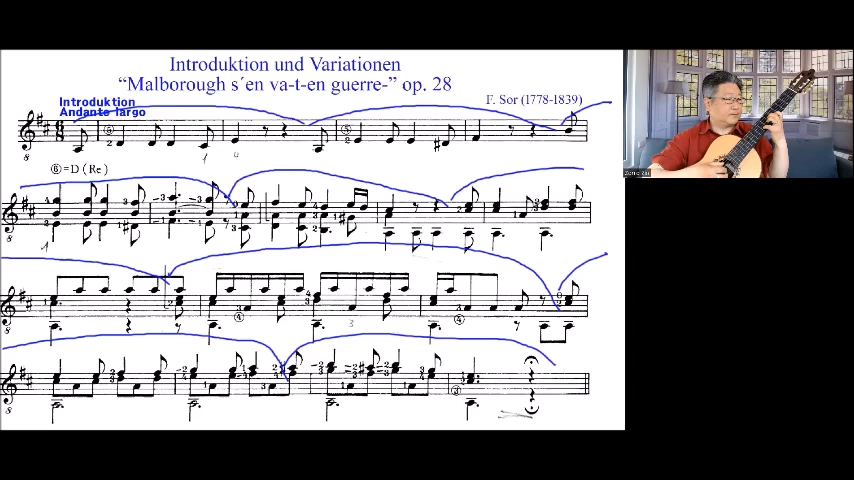 Introduktion und Variationen
“Malborough s´en va-t-en guerre-” op. 28
F. Sor (1778-1839)
Introduktion
Andante largo
⑥=D (Re)